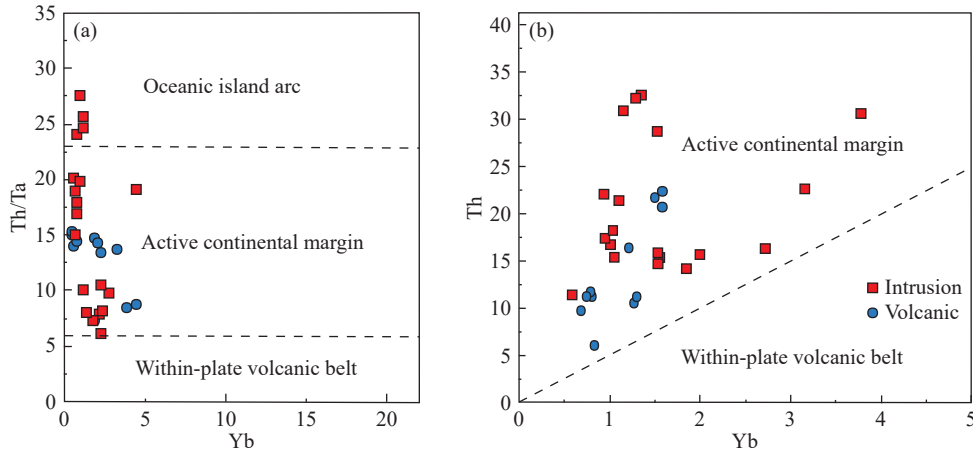 (a)
35
30
25
20
15
10
5
0
Th/Ta
Oceanic island arc
Active continental margin
Within-plate volcanic belt
0 5 10 15 20
Yb
(b)
40
35
30
25
20
15
10
5
0
Th
Active continental margin
Intrusion
Volcanic
Within-plate volcanic belt
0 1 2 3 4 5
Yb